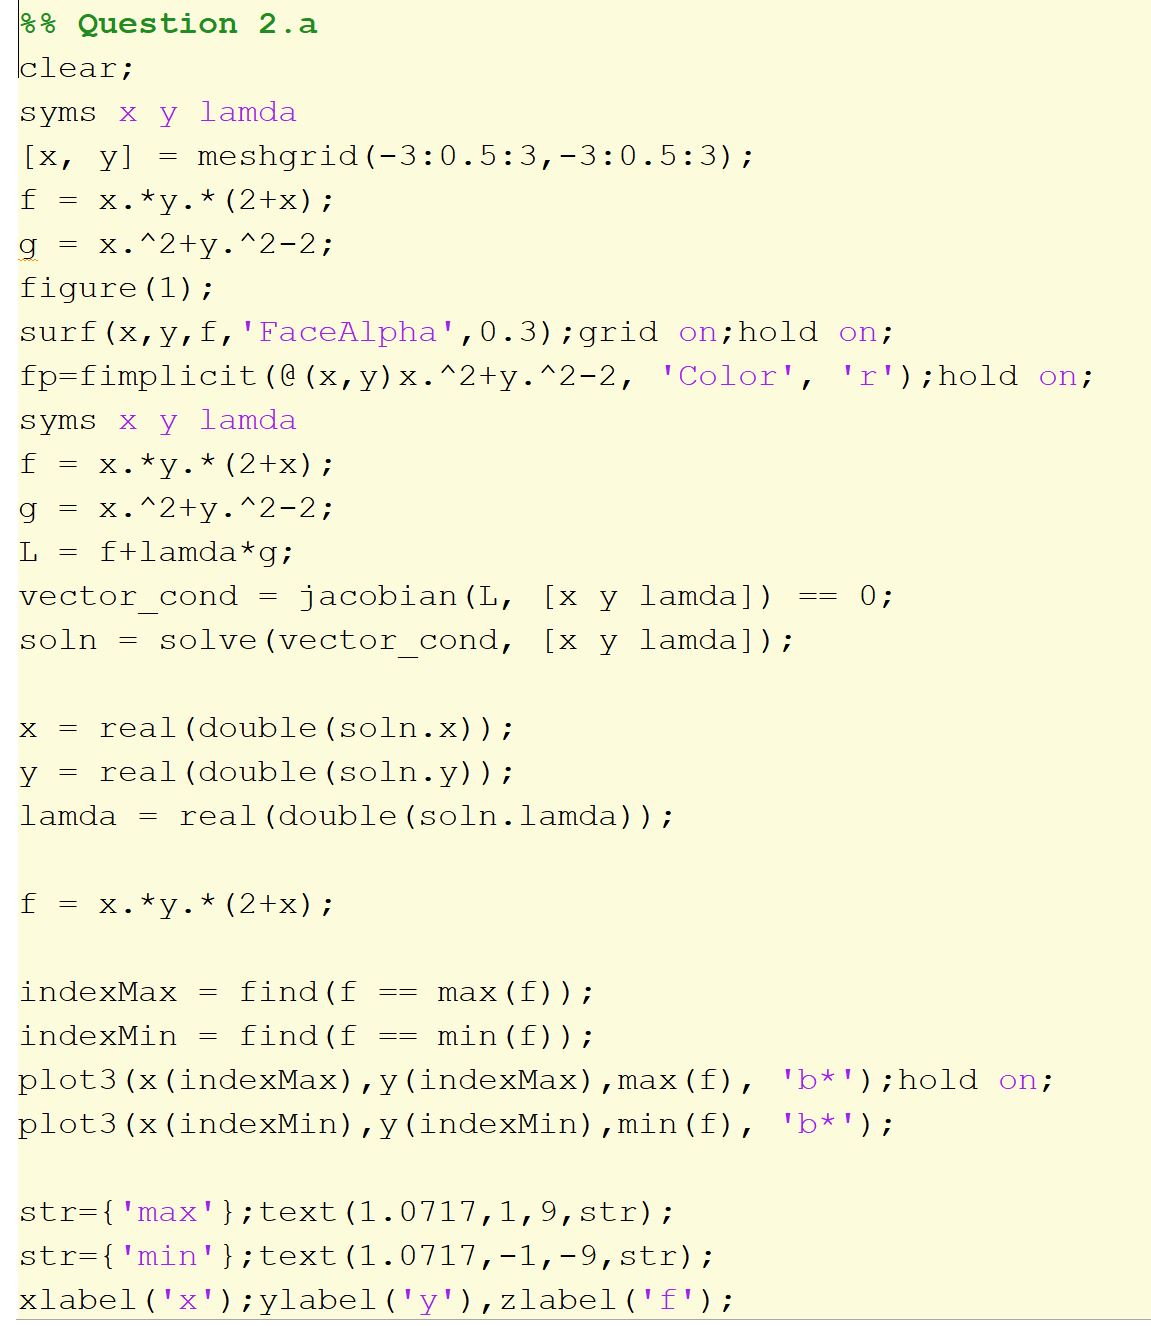 %% Question 2.a
clear;
syms x y lamda
[x, y] = meshgrid(-3:0.5:3,-3:0.5:3);
f = x.*y.*(2+x);
g = x.^2+y.^2-2;
figure(1);
surf(x,y,f,'FaceAlpha',0.3);grid on;hold on;
fp=fimplicit(@(x,y)x.^2+y.^2-2, 'Color', 'r');hold on;
syms x y lamda
f = x.*y.*(2+x);
g = x.^2+y.^2-2;
L = f+lamda*g;
vector_cond = jacobian(L, [x y lamda]) == 0;
soln = solve(vector_cond, [x y lamda]);
x = real(double(soln.x));
y = real(double(soln.y));
lamda = real(double(soln.lamda));
f = x.*y.*(2+x);
indexMax = find(f == max(f));
indexMin = find(f == min(f));
plot3(x(indexMax),y(indexMax),max(f), 'b*');hold on;
plot3(x(indexMin),y(indexMin),min(f), 'b*');
str={'max'};text(1.0717,1,9,str);
str={'min'};text(1.0717,-1,-9,str);
xlabel('x');ylabel('y'),zlabel('f');